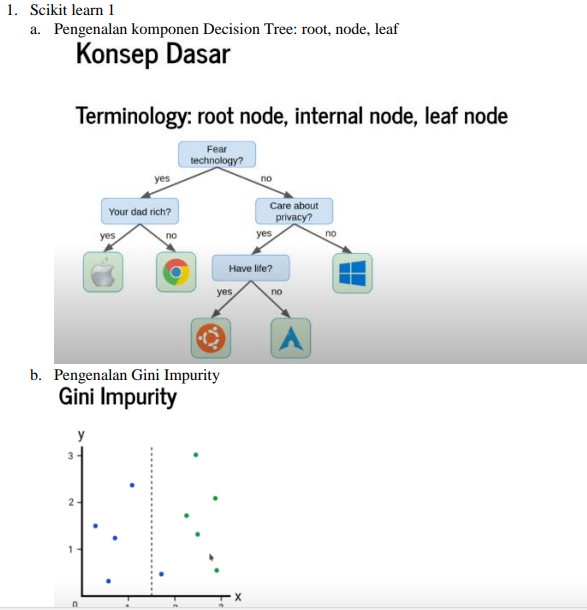 1. Scikit learn 1
a. Pengenalan komponen Decision Tree: root, node, leaf
Konsep Dasar
Terminology: root node, internal node, leaf node
Fear
technology?
yes
no
Your dad rich?
Care about
privacy?
yes
no
yes
no
Have life?
yes
no
b. Pengenalan Gini Impurity
Gini Impurity
y
3
2
1
x
0